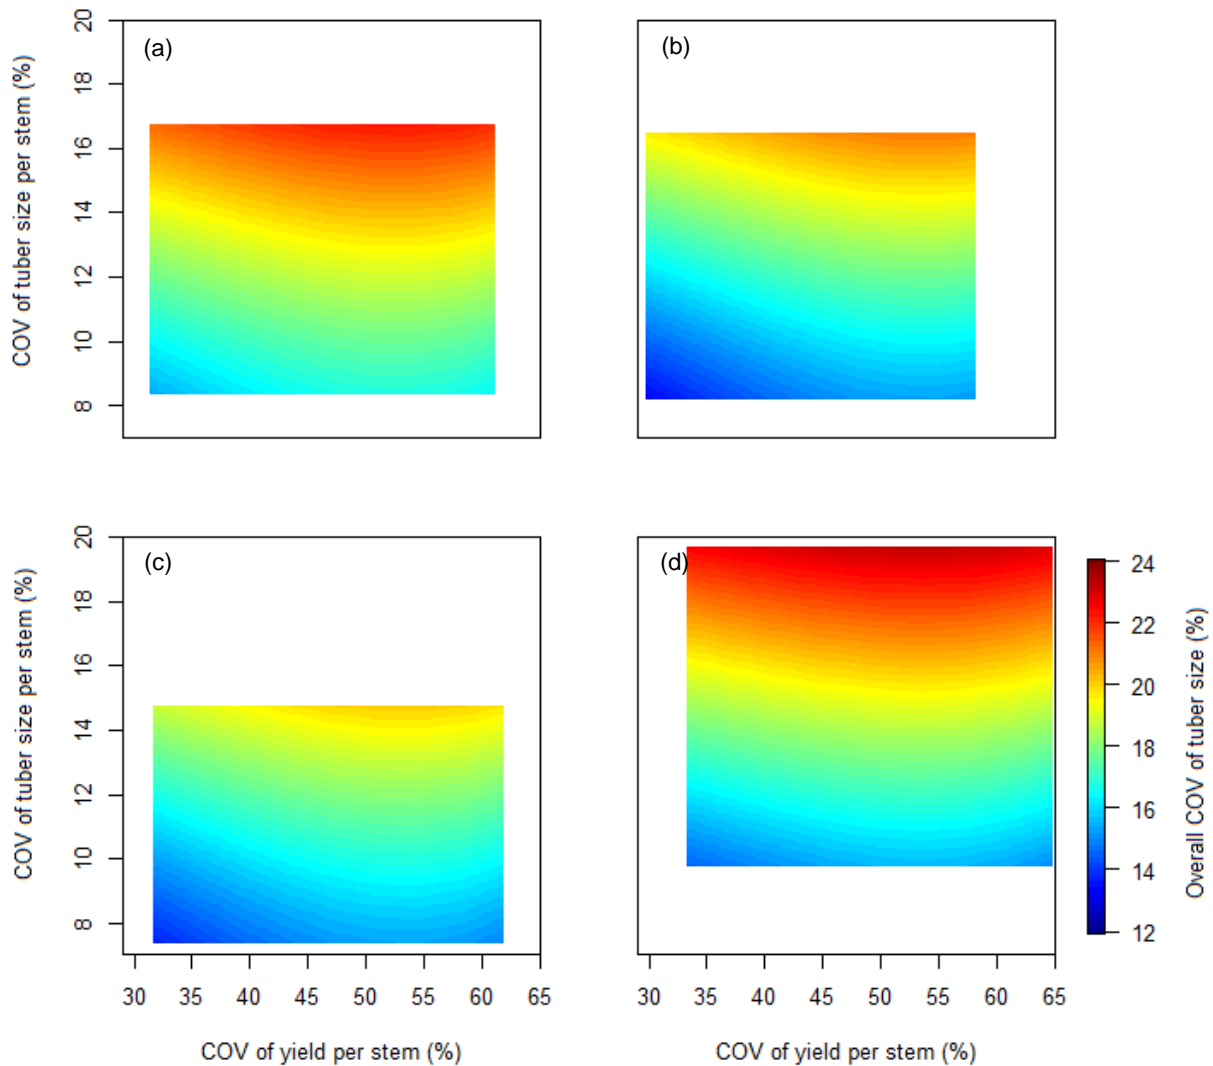 (a)
COV of tuber size per stem (%)
20
18
16
14
12
10
8
(b)
(c)
COV of tuber size per stem (%)
20
18
16
14
12
10
8
30 35 40 45 50 55 60 65
COV of yield per stem (%)
(d)
30 35 40 45 50 55 60 65
COV of yield per stem (%)
24
22
20
18
16
14
12
Overall COV of tuber size (%)